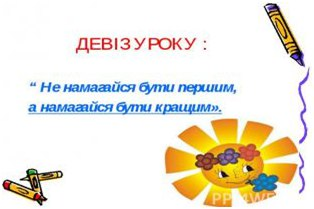 ДЕВІЗ УРОКУ :
“ Не намагайся бути першим,
а намагайся бути кращим».